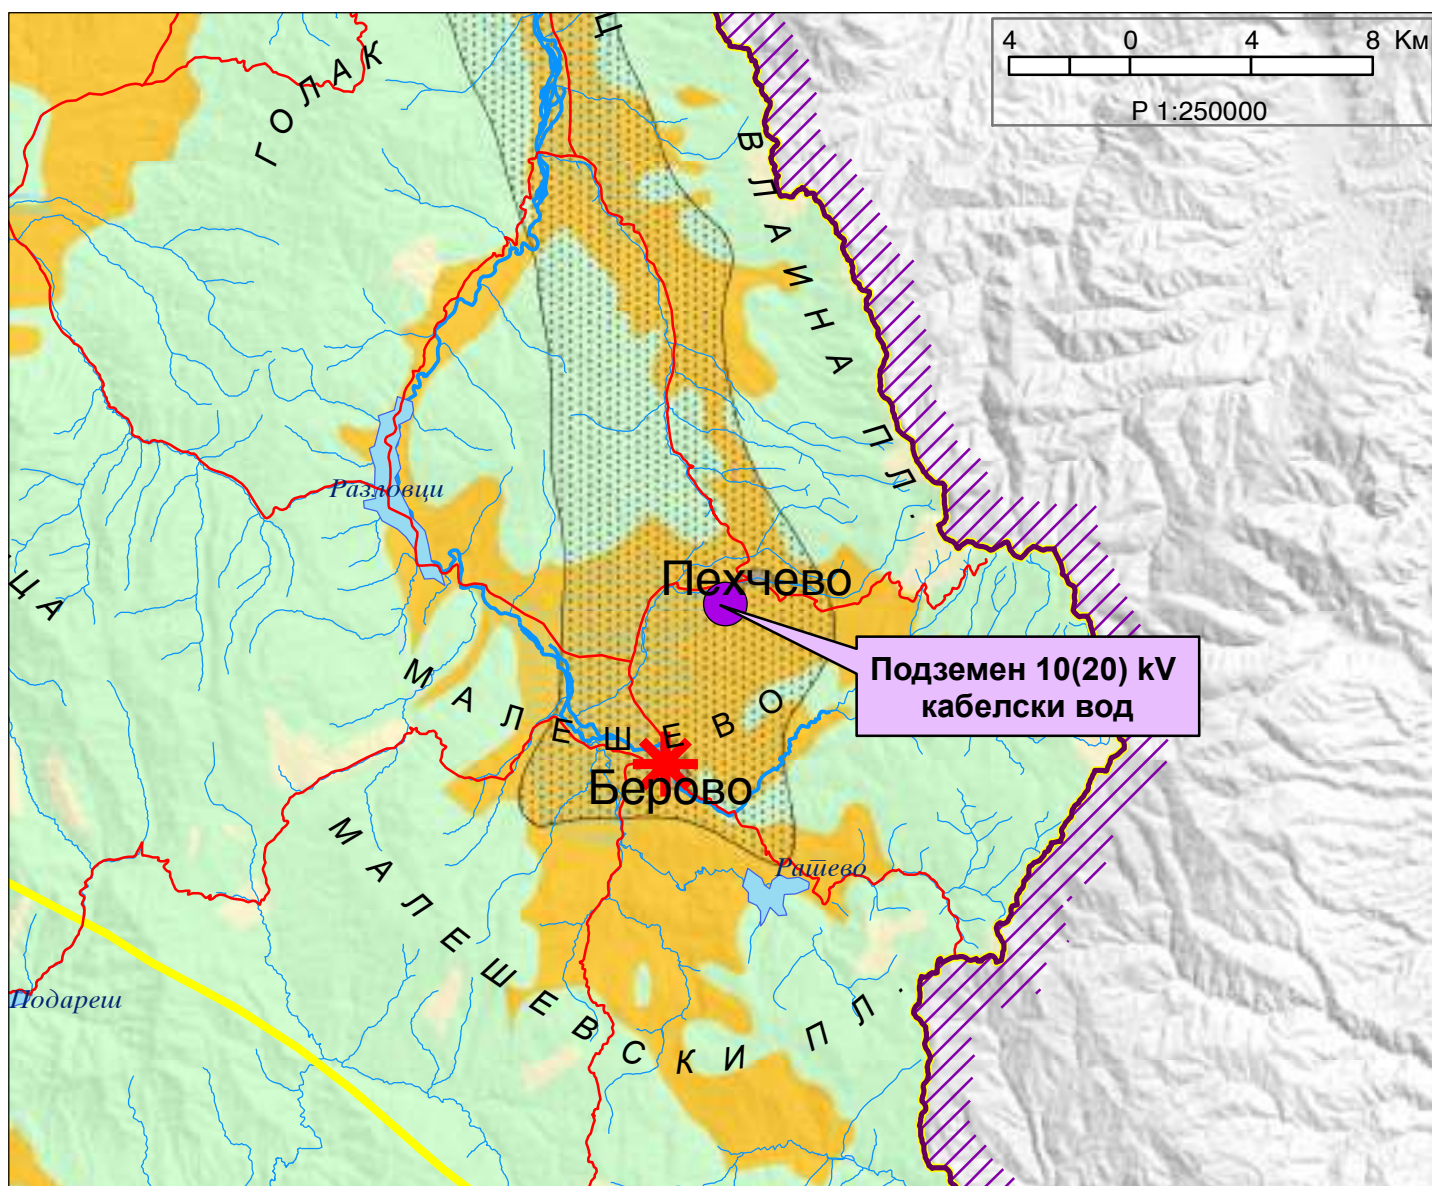 4 0 4 8 Км
Р 1:250000
ГОЛАК
ВЛАИНА ПЛ.
Разловци
Пехчево
Подземен 10(20) kV
кабелски вод
МАЛЕШЕВО
Берово
Ратево
МАЛЕШЕВСКИ ПЛ.
Подареш
ЦА
Ц